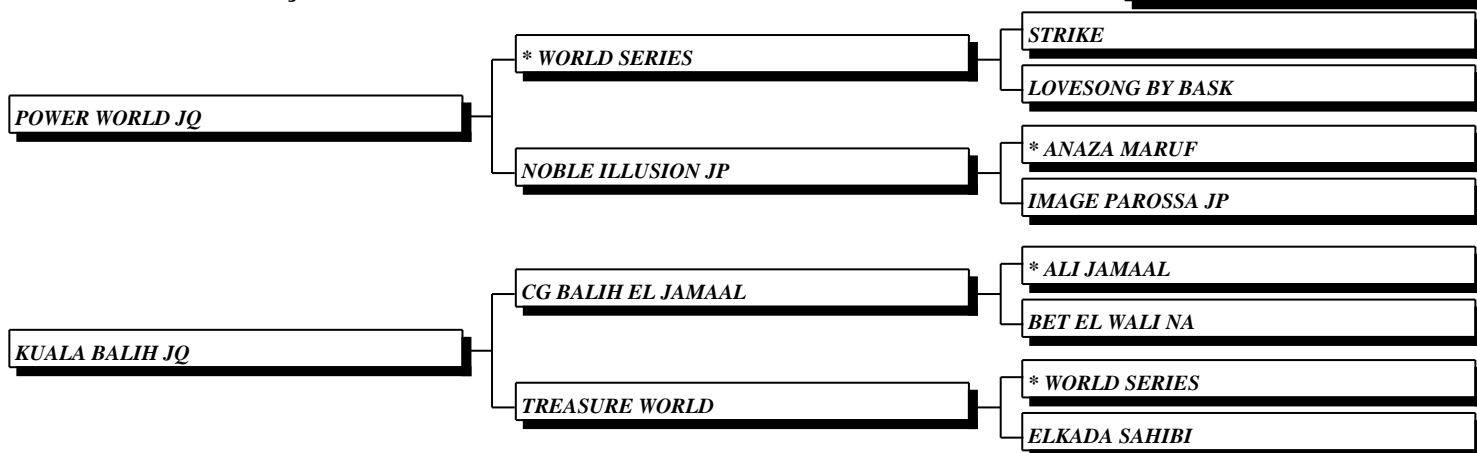 * WORLD SERIES
STRIKE
LOVESONG BY BASK
POWER WORLD JQ
NOBLE ILLUSION JP
* ANAZA MARUF
IMAGE PAROSSA JP
CG BALIH EL JAMAAL
* ALI JAMAAL
BET EL WALI NA
KUALA BALIH JQ
TREASURE WORLD
* WORLD SERIES
ELKADA SAHIBI